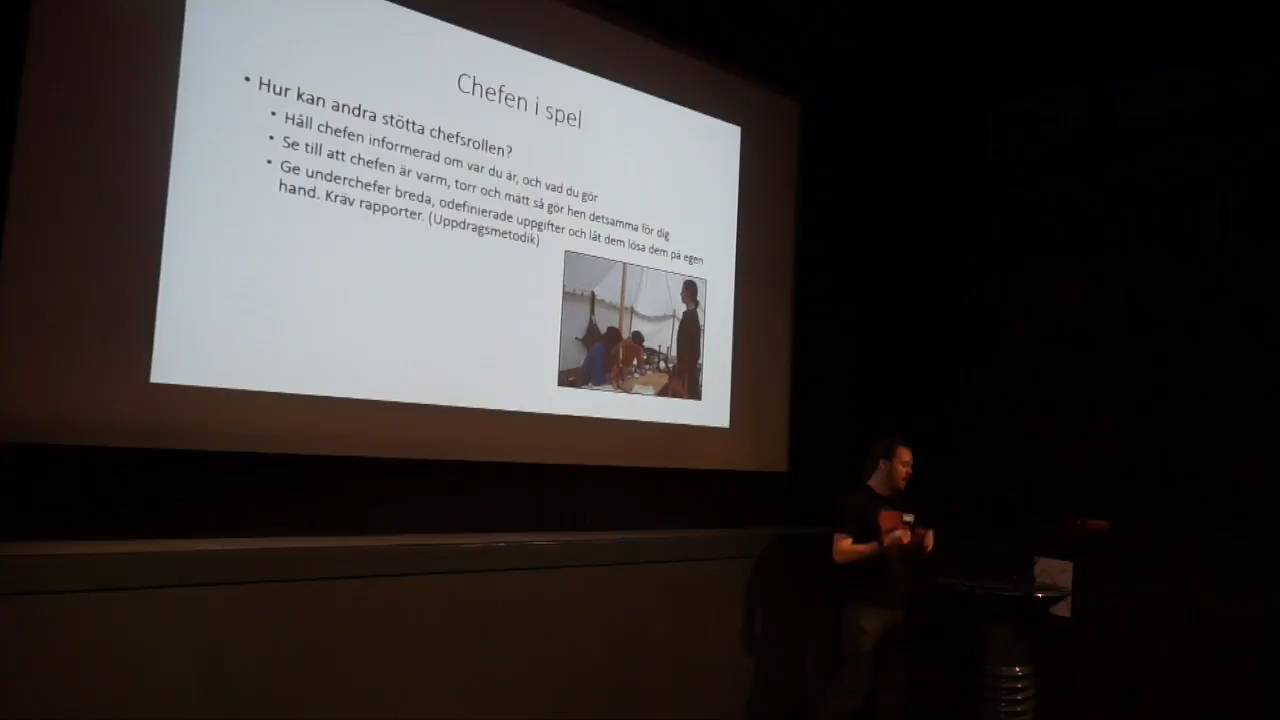 Chefen i spel
• Hur kan andra stötta chefsrollen?
• Håll chefen informerad om var du är, och vad du gör
• Se till att chefen är varm, torr och mätt så gör hen detsamma för dig
• Ge underchefer breda, odefinierade uppgifter och låt dem lösa dem på egen
hand. Kräv rapporter. (Uppdragsmetodik)